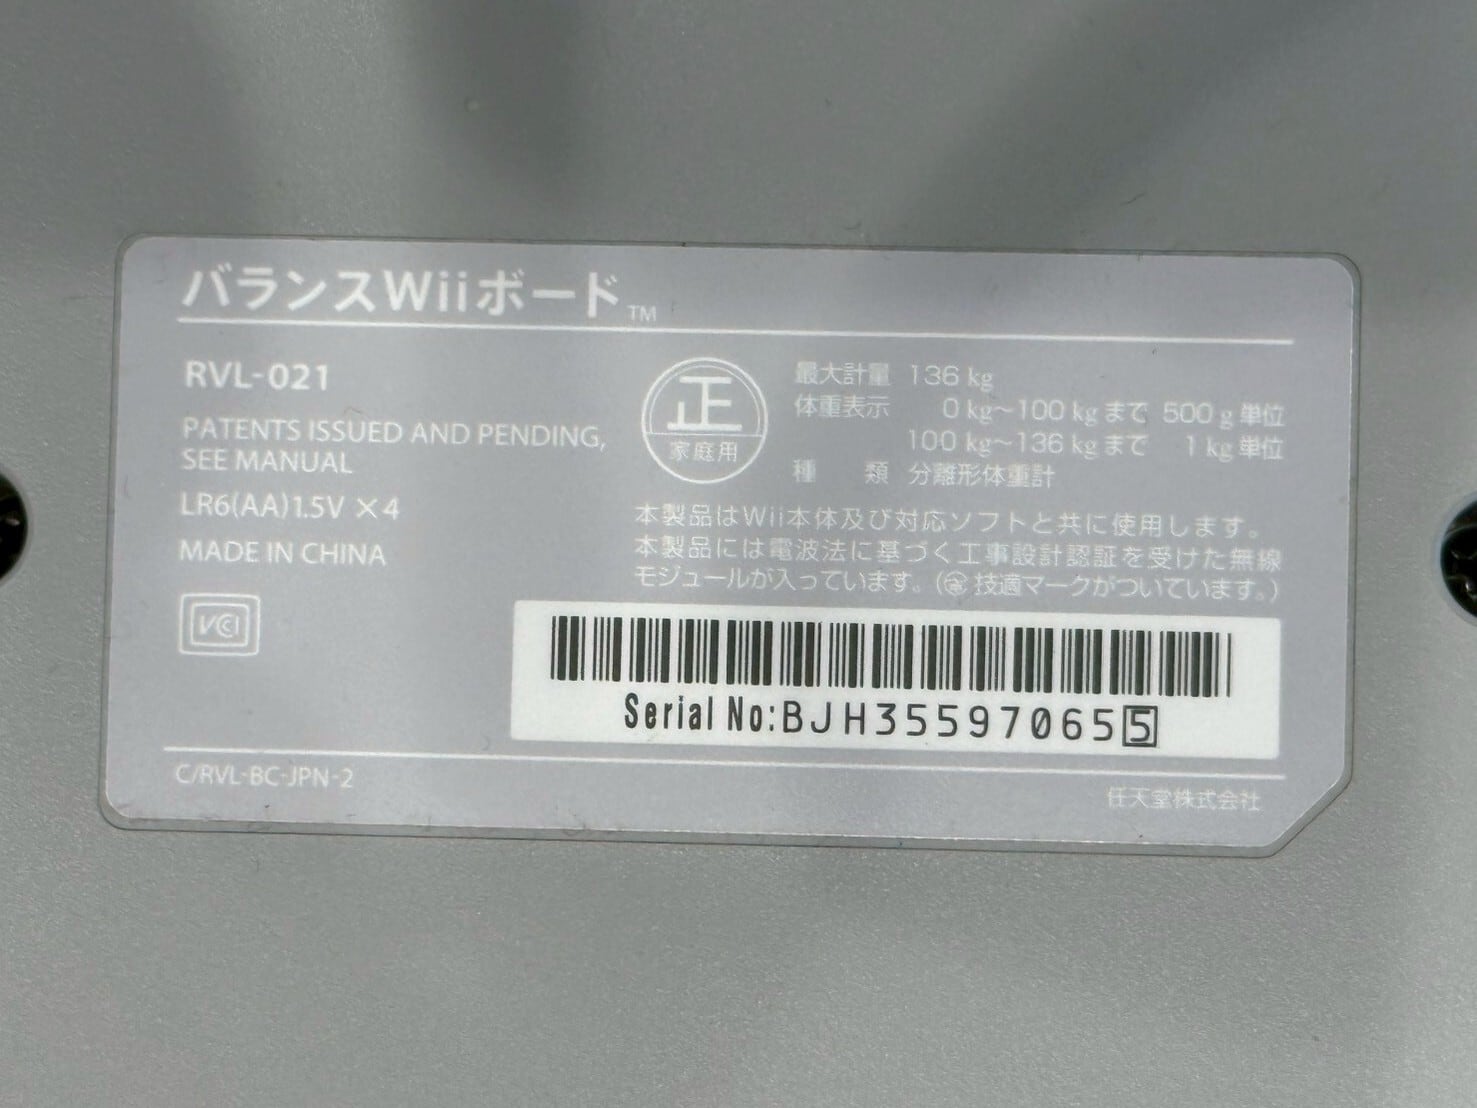 バランスWiiボード™
RVL-021
PATENTS ISSUED AND PENDING,
SEE MANUAL
LR6(AA)1.5V ×4
MADE IN CHINA
VCI
正
家庭用
最大計量 136 kg
体重表示 0 kg~100 kg まで 500 g 単位
100 kg~136 kg まで 1 kg 単位
種 類 分離形体重計
本製品はWii本体及び対応ソフトと共に使用します。
本製品には電波法に基づく工事設計認証を受けた無線
モジュールが入っています。( 技適マークがついています。)
Serial No:BJH355970655
C/RVL-BC-JPN-2
任天堂株式会社